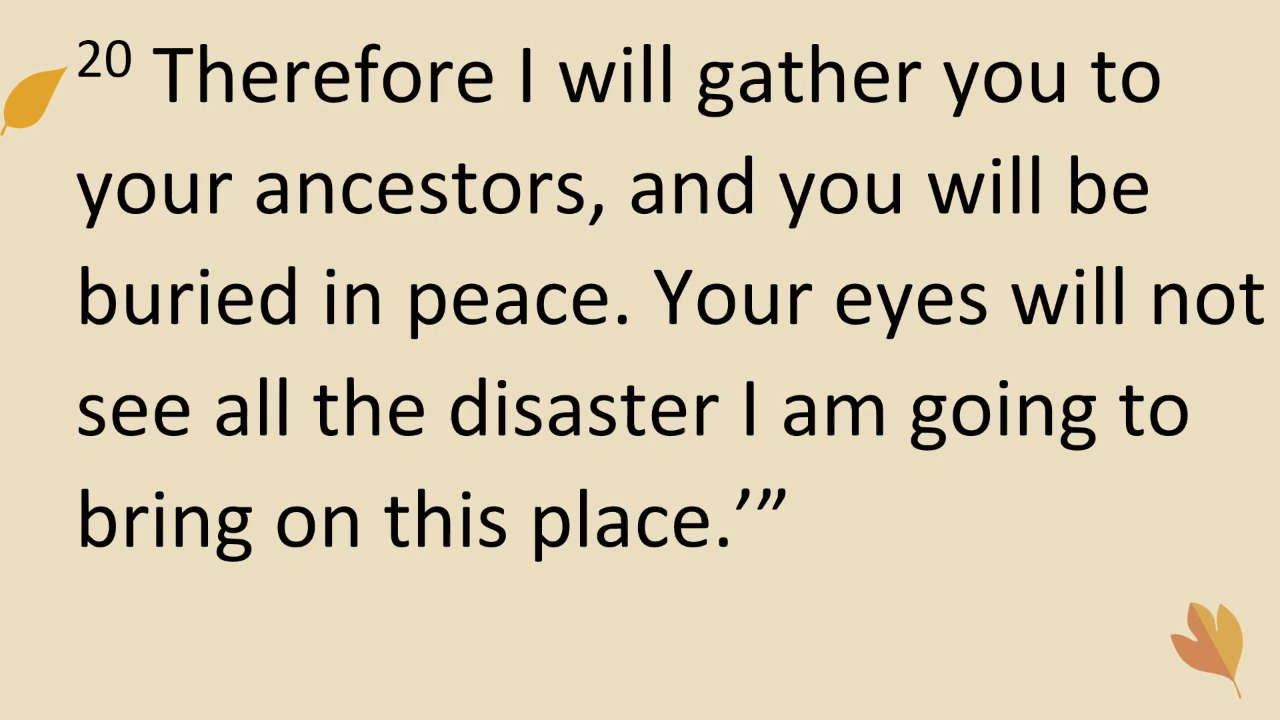 20 Therefore I will gather you to
your ancestors, and you will be
buried in peace. Your eyes will not
see all the disaster I am going to
bring on this place.’”